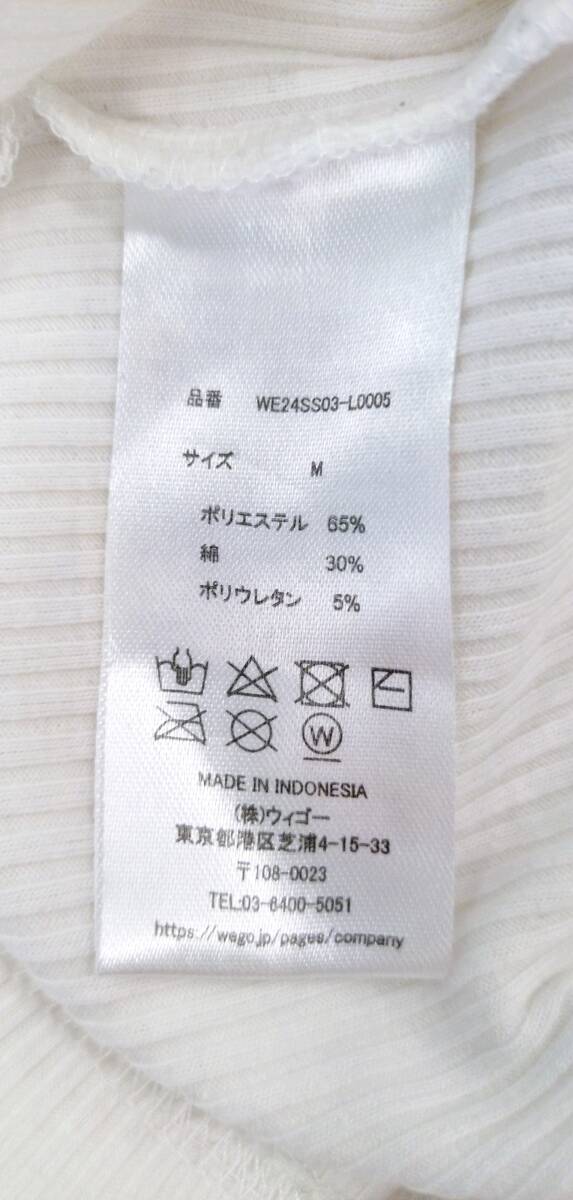 品番 WE24SS03-L0005
サイズ M
ポリエステル 65%
綿 30%
ポリウレタン 5%
W
MADE IN INDONESIA
(株)ウィゴー
東京都港区芝浦4-15-33
〒108-0023
TEL:03-6400-5051
https://wego.jp/pages/company